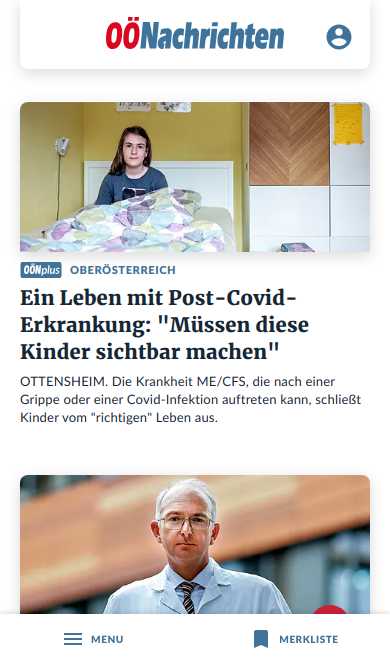 OÖNachrichten
OÖNplus OBERÖSTERREICH
Ein Leben mit Post-Covid-
Erkrankung: "Müssen diese
Kinder sichtbar machen"
OTTENSHEIM. Die Krankheit ME/CFS, die nach einer
Grippe oder einer Covid-Infektion auftreten kann, schließt
Kinder vom "richtigen" Leben aus.
MENU MERKLISTE